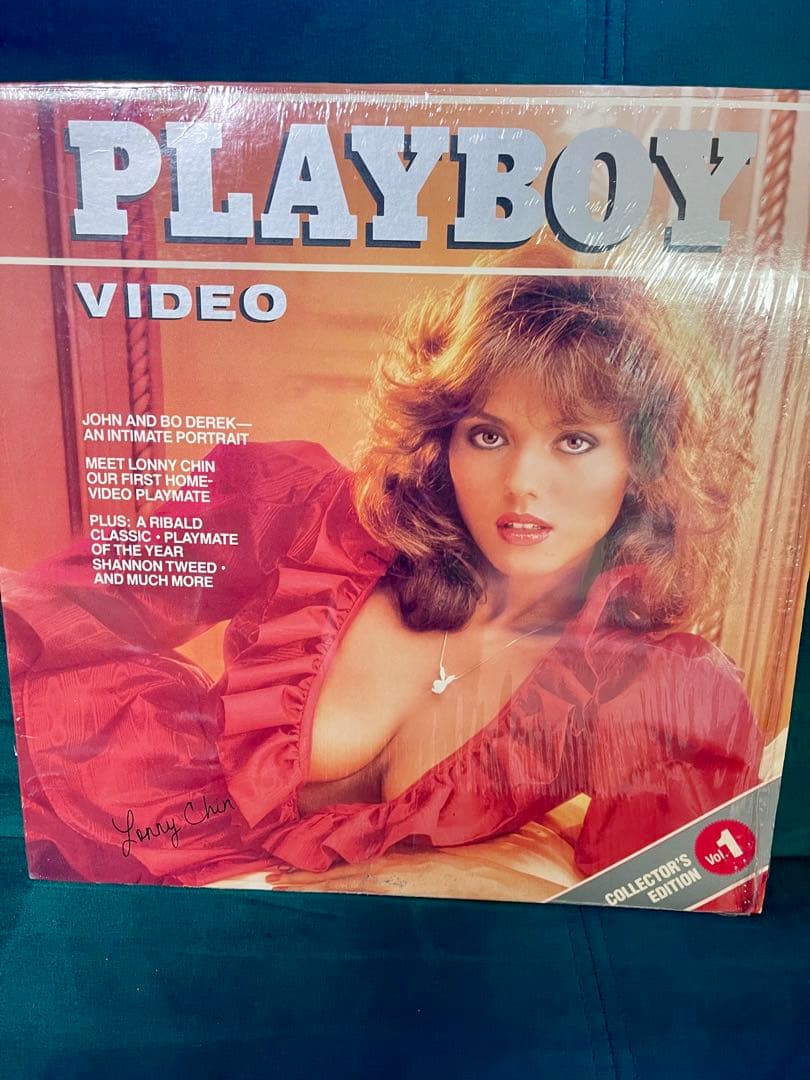 PLAYBOY
VIDEO
JOHN AND BO DEREK—
AN INTIMATE PORTRAIT
MEET LONNY CHIN
OUR FIRST HOME-
VIDEO PLAYMATE
PLUS: A RIBALD
CLASSIC • PLAYMATE
OF THE YEAR
SHANNON TWEED •
AND MUCH MORE
Lonny Chin
COLLECTOR'S
EDITION
Vol. 1